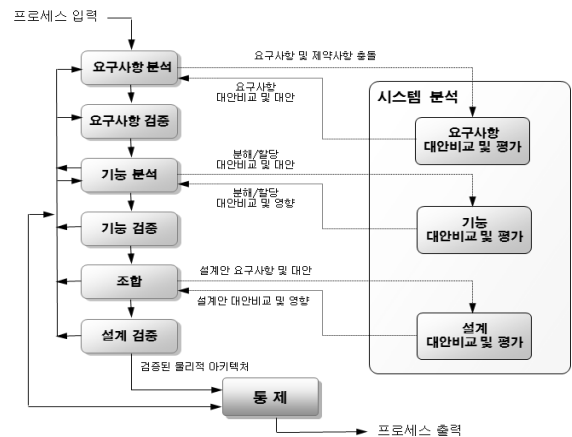 프로세스 입력
요구사항 분석
요구사항 및 제약사항 충돌
요구사항
대안비교 및 대안
시스템 분석
요구사항 검증
요구사항
대안비교 및 평가
분해/할당
대안비교 및 대안
기능 분석
분해/할당
대안비교 및 영향
기능 검증
기능
대안비교 및 평가
설계안 요구사항 및 대안
조합
설계안 대안비교 및 영향
설계 검증
설계
대안비교 및 평가
검증된 물리적 아키텍처
통 제
프로세스 출력